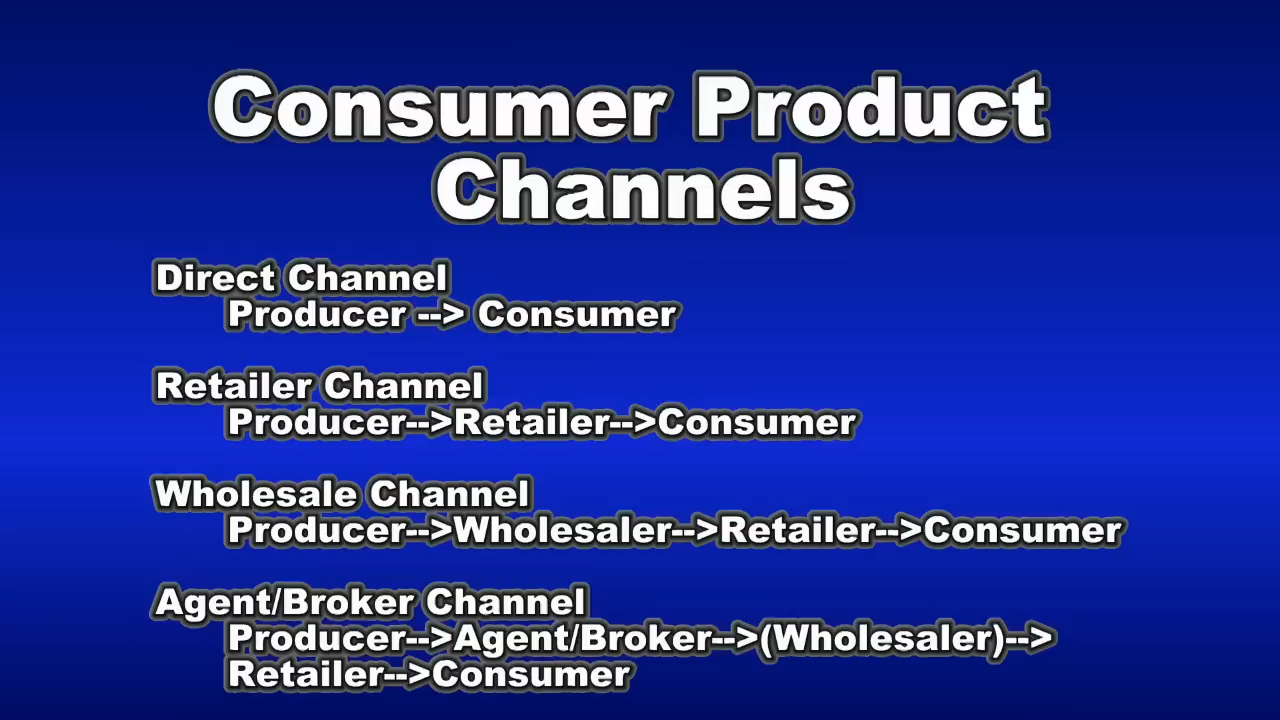 Consumer Product
Channels
Direct Channel
Producer --> Consumer
Retailer Channel
Producer-->Retailer-->Consumer
Wholesale Channel
Producer-->Wholesaler-->Retailer-->Consumer
Agent/Broker Channel
Producer-->Agent/Broker-->(Wholesaler)-->
Retailer-->Consumer